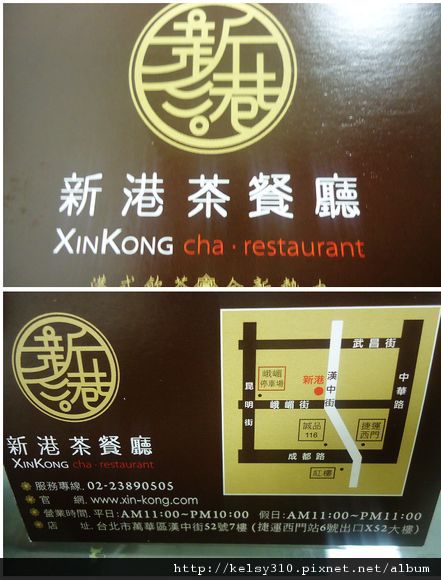 新港
新港茶餐廳
XINKONG cha·restaurant
新港
新港茶餐廳
XINKONG cha·restaurant
服務專線. 02-23890505
官 網. www.xin-kong.com
營業時間. 平日:AM11:00~PM10:00 假日:AM11:00~PM11:00
店 址. 台北市萬華區漢中街52號7樓 (捷運西門站6號出口X52大樓)
武昌街
峨嵋停車場
新港
漢中街
中華路
昆明街
峨嵋街
誠品116
捷運西門
成都路
紅樓
http://kelsy310.pixnet.net/album